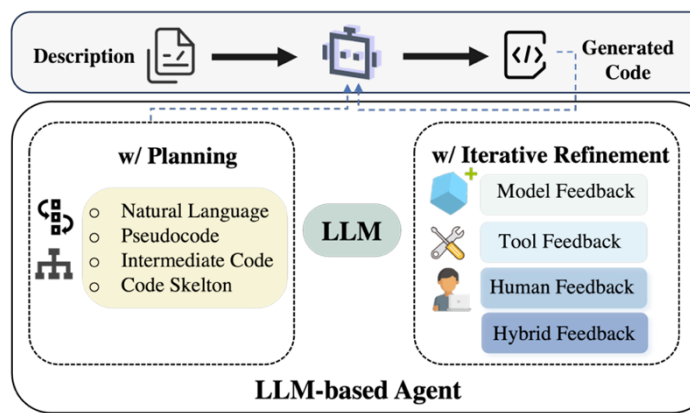 Description
Generated
Code
w/ Planning
Natural Language
Pseudocode
Intermediate Code
Code Skelton
LLM
w/ Iterative Refinement
Model Feedback
Tool Feedback
Human Feedback
Hybrid Feedback
LLM-based Agent